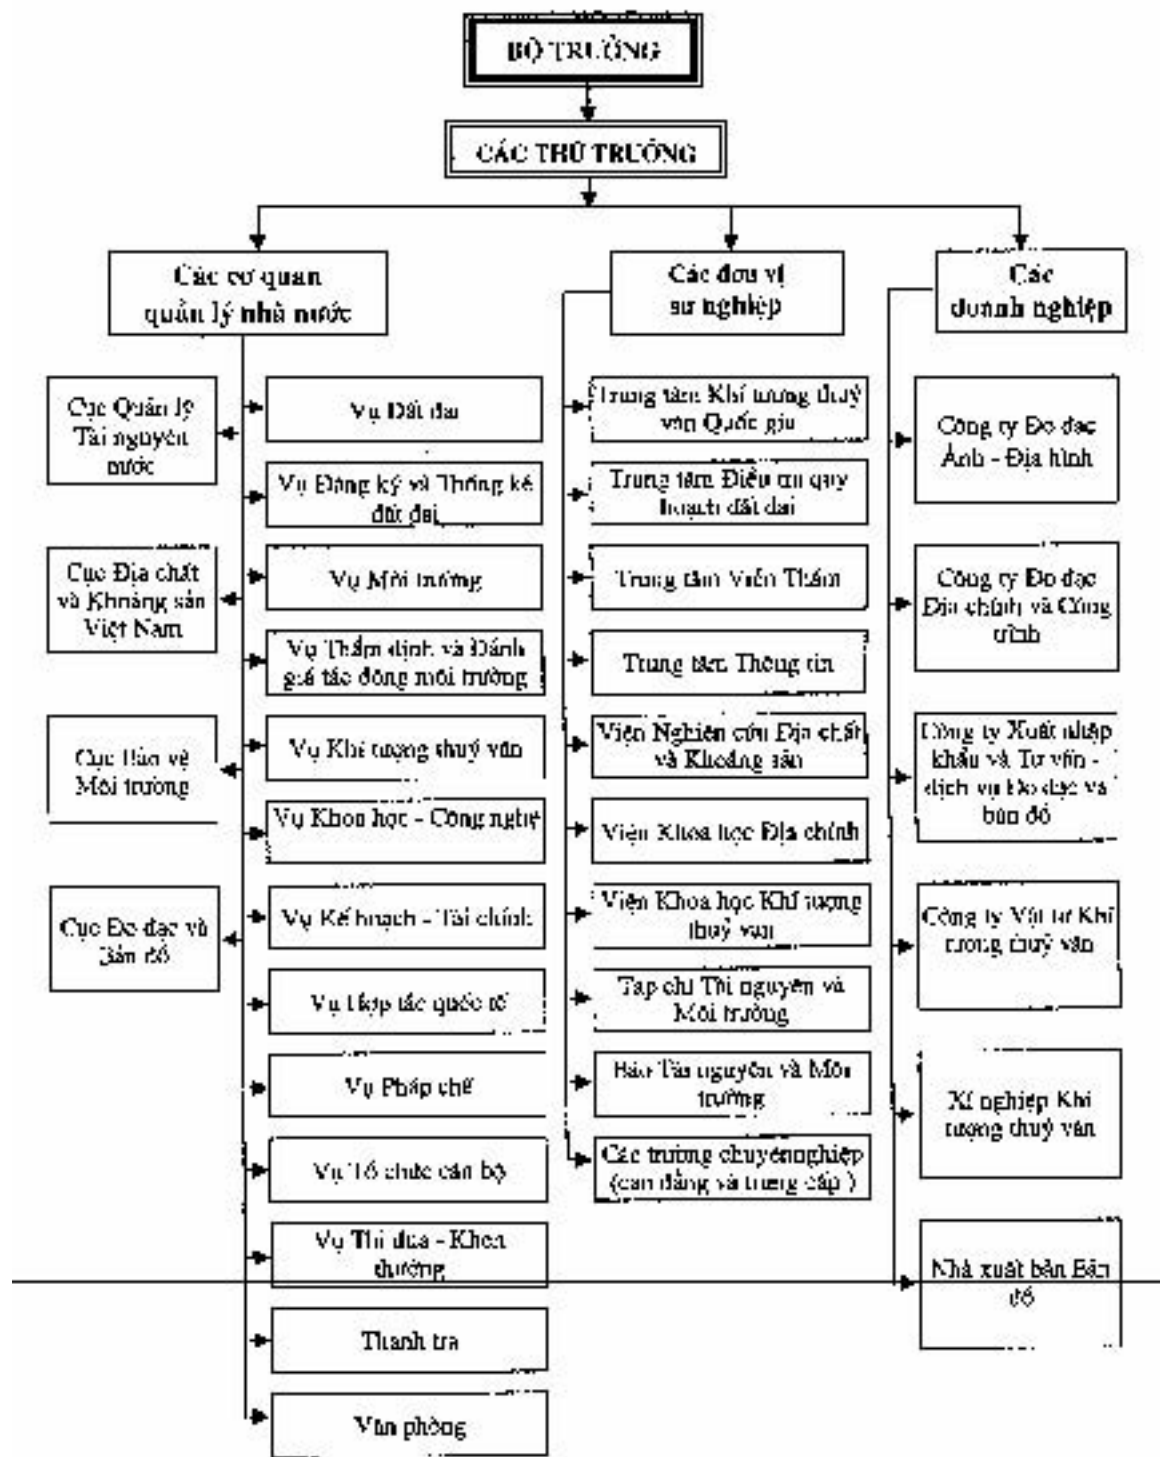 BỘ TRƯỞNG
CÁC THỨ TRƯỞNG
Các cơ quan
quản lý nhà nước
Cục Quản lý
Tài nguyên
nước
Cục Địa chất
và Khoáng sản
Việt Nam
Cục Bảo vệ
Môi trường
Cục Đo đạc và
Bản đồ
Vụ Đất đai
Vụ Đăng ký và Thống kê
đất đai
Vụ Môi trường
Vụ Thẩm định và Đánh
giá tác động môi trường
Vụ Khí tượng thuỷ văn
Vụ Khoa học - Công nghệ
Vụ Kế hoạch - Tài chính
Vụ Hợp tác quốc tế
Vụ Pháp chế
Vụ Tổ chức cán bộ
Vụ Thi đua - Khen
thưởng
Thanh tra
Văn phòng
Các đơn vị
sự nghiệp
Trung tâm Khí tượng thuỷ
văn Quốc gia
Trung tâm Điều tra quy
hoạch đất đai
Trung tâm Viễn Thám
Trung tâm Thông tin
Viện Nghiên cứu Địa chất
và Khoáng sản
Viện Khoa học Địa chính
Viện Khoa học Khí tượng
thuỷ văn
Tạp chí Tài nguyên và
Môi trường
Báo Tài nguyên và Môi
trường
Các trường chuyênnghiệp
(cao đẳng và trung cấp )
Các
doanh nghiệp
Công ty Đo đạc
Ảnh - Địa hình
Công ty Đo đạc
Địa chính và Công
trình
Công ty Xuất nhập
khẩu và Tư vấn -
dịch vụ Đo đạc và
bản đồ
Công ty Vật tư Khí
tượng thuỷ văn
Xí nghiệp Khí
tượng thuỷ văn
Nhà xuất bản Bản
đồ